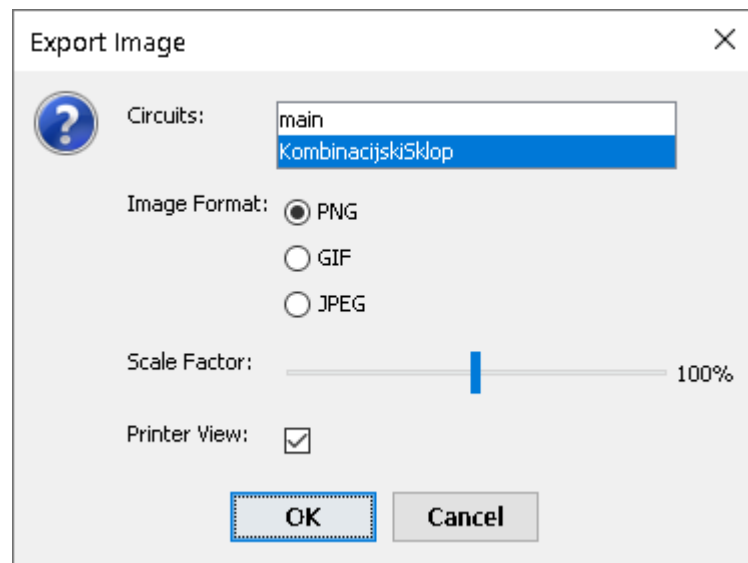 Export Image
Circuits:
main
KombinacijskiSklop
Image Format:
PNG
GIF
JPEG
Scale Factor:
100%
Printer View:
OK
Cancel